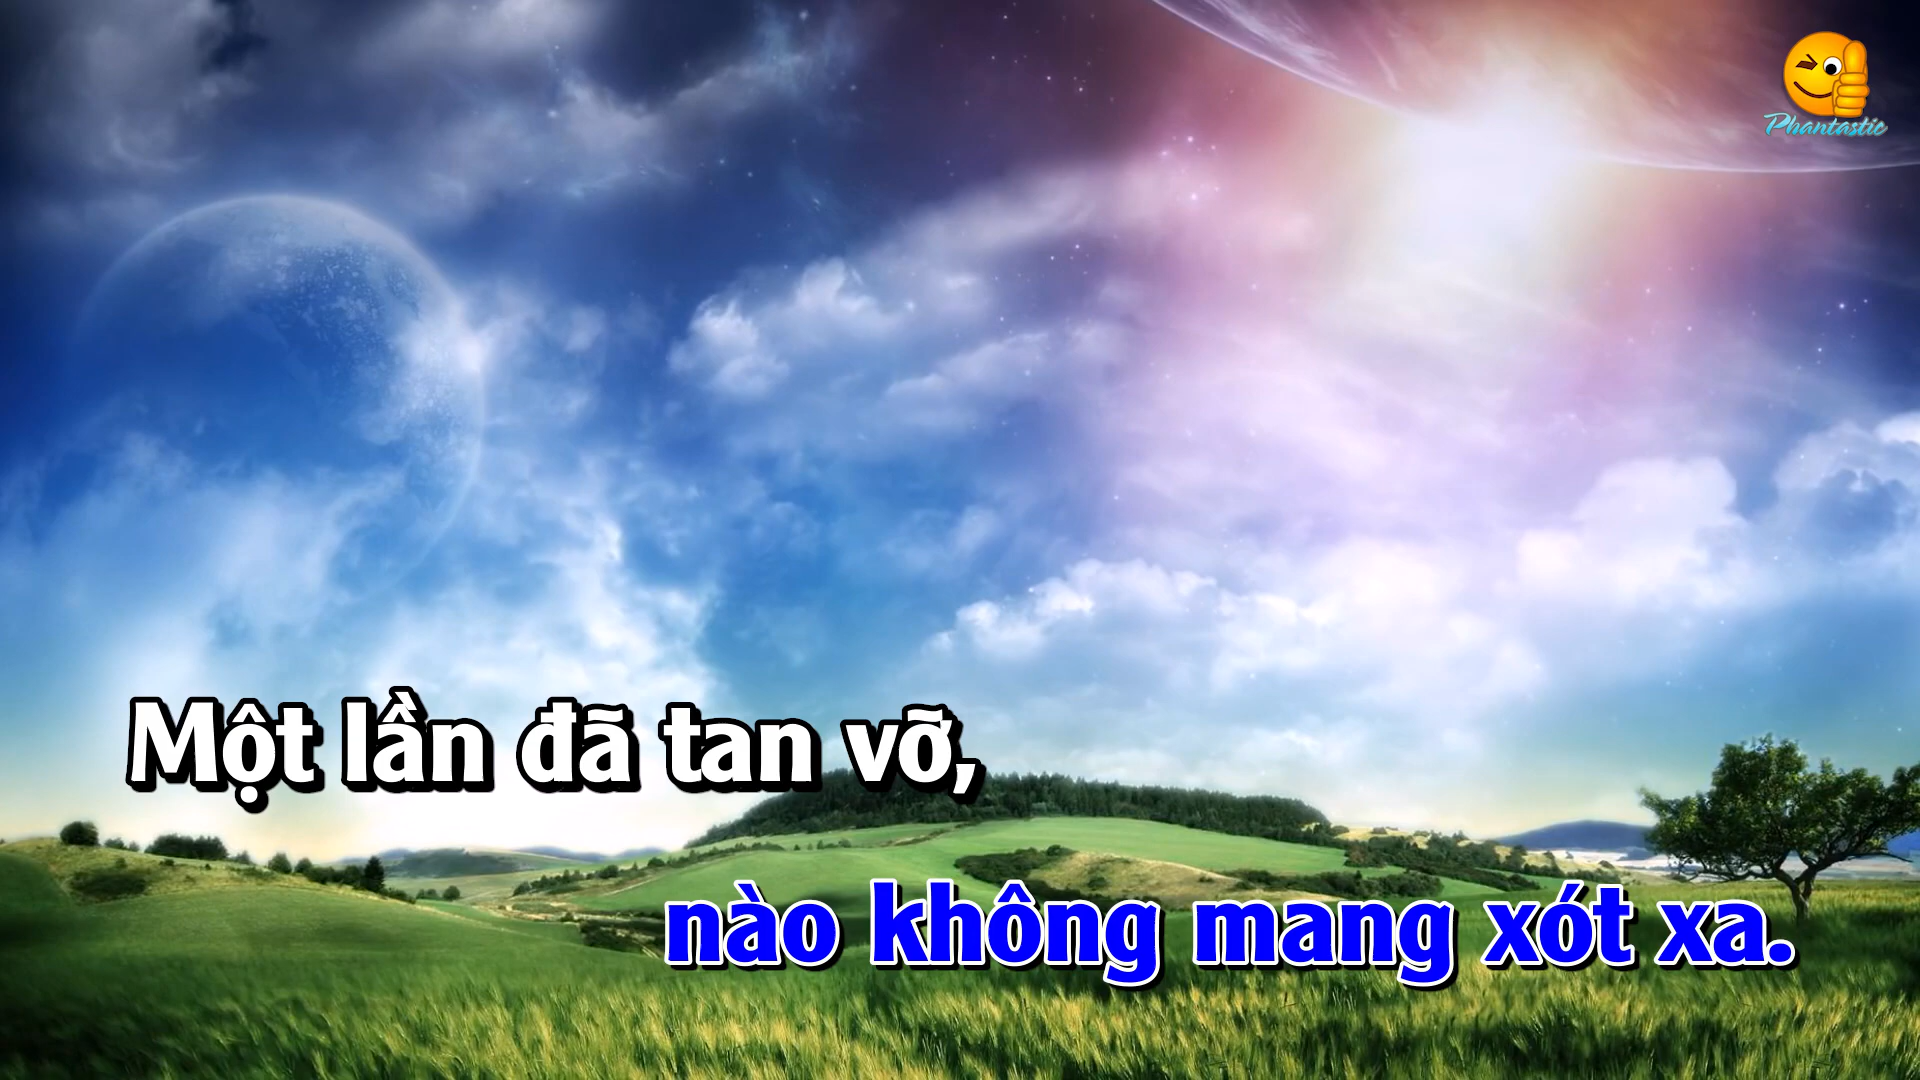 Phantastic
Một lần đã tan vỡ,
nào không mang xót xa.